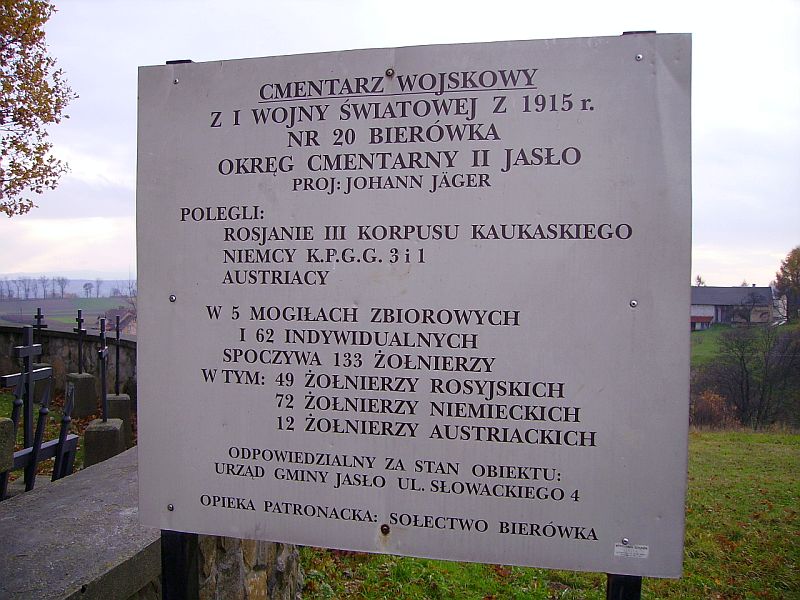 CMENTARZ WOJSKOWY
Z I WOJNY ŚWIATOWEJ Z 1915 r.
NR 20 BIERÓWKA
OKRĘG CMENTARNY II JASŁO
PROJ: JOHANN JÄGER
POLEGLI:
ROSJANIE III KORPUSU KAUKASKIEGO
NIEMCY K.P.G.G. 3 i 1
AUSTRIACY
W 5 MOGIŁACH ZBIOROWYCH
I 62 INDYWIDUALNYCH
SPOCZYWA 133 ŻOŁNIERZY
W TYM: 49 ŻOŁNIERZY ROSYJSKICH
72 ŻOŁNIERZY NIEMIECKICH
12 ŻOŁNIERZY AUSTRIACKICH
ODPOWIEDZIALNY ZA STAN OBIEKTU:
URZĄD GMINY JASŁO UL. SŁOWACKIEGO 4
OPIEKA PATRONACKA: SOŁECTWO BIERÓWKA